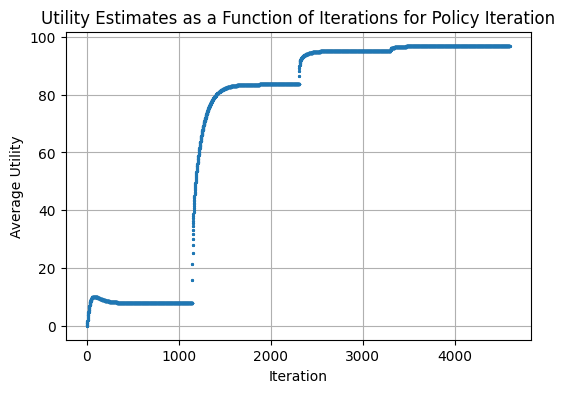 Utility Estimates as a Function of Iterations for Policy Iteration
100
80
60
40
20
0
Average Utility
0 1000 2000 3000 4000
Iteration